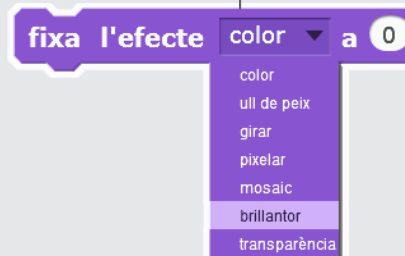 fixa l'efecte color a 0
color
ull de peix
girar
pixelar
mosaic
brillantor
transparència